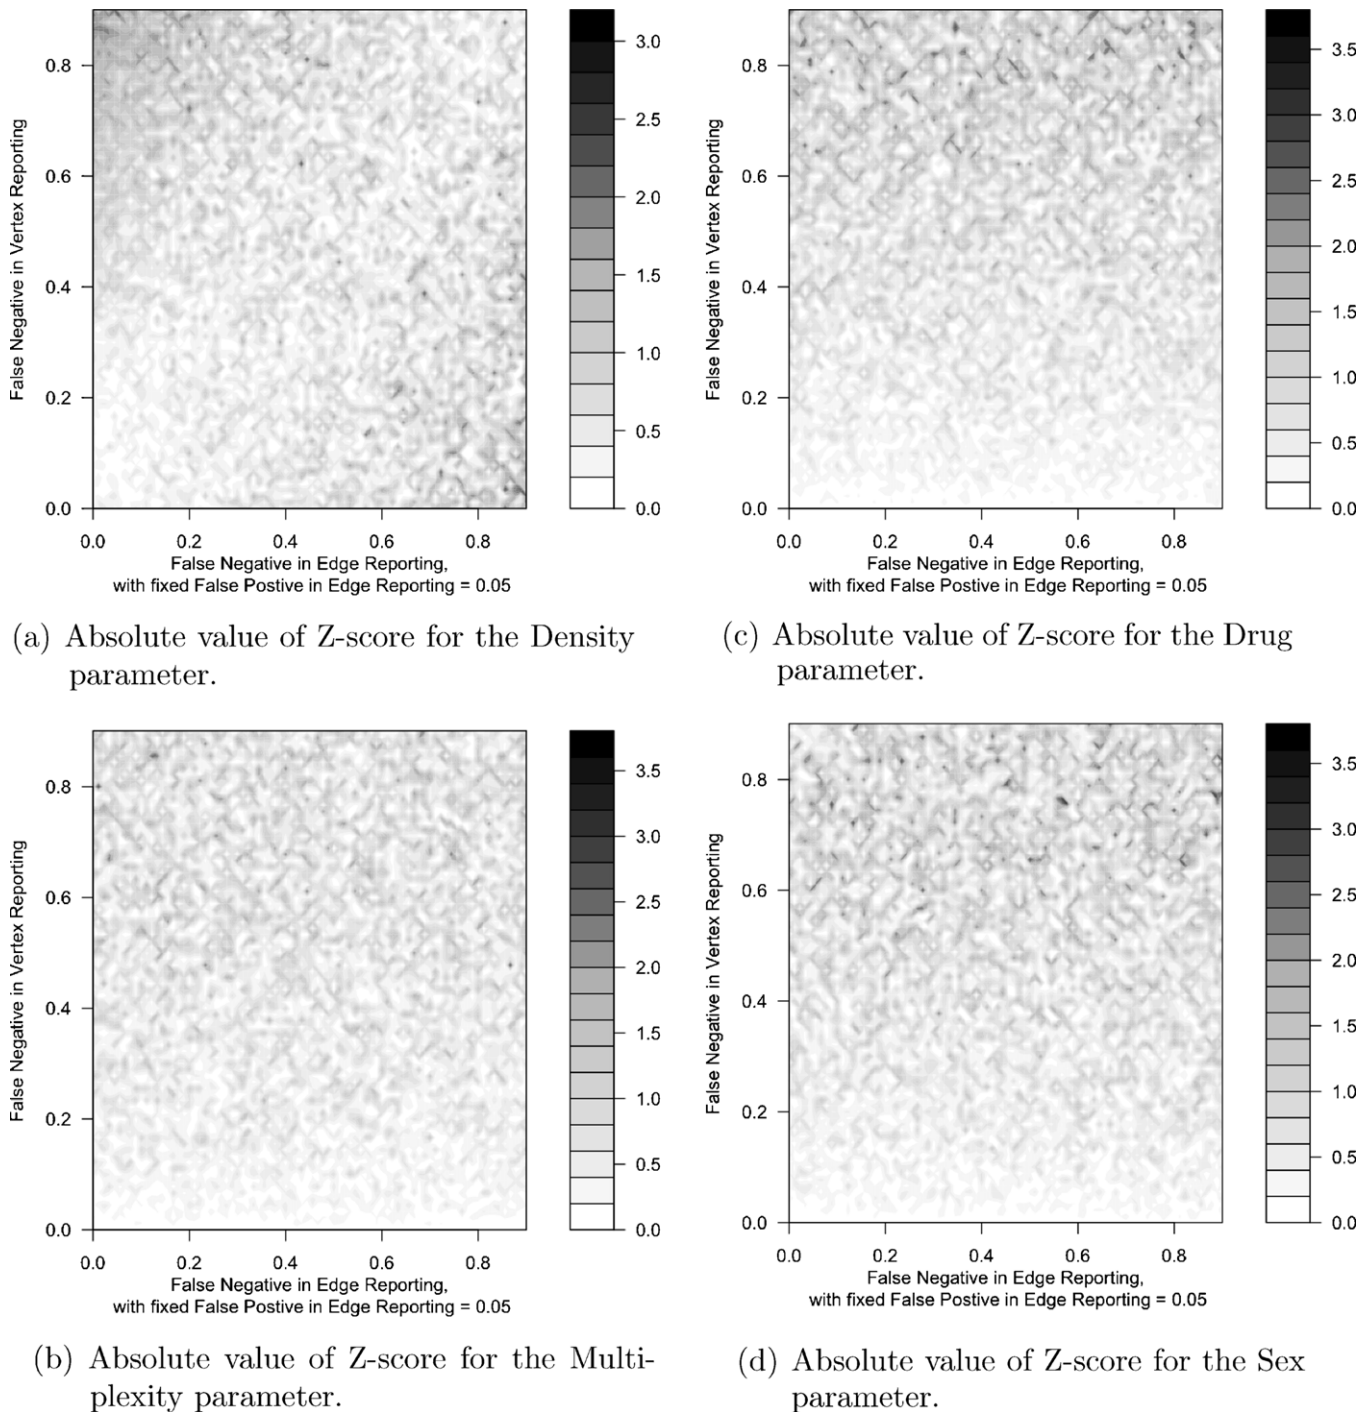 False Negative in Vertex Reporting
0.8
0.6
0.4
0.2
0.0
0.0 0.2 0.4 0.6 0.8
False Negative in Edge Reporting,
with fixed False Postive in Edge Reporting = 0.05
3.0
2.5
2.0
1.5
1.0
0.5
0.0
(a) Absolute value of Z-score for the Density
parameter.
False Negative in Vertex Reporting
0.8
0.6
0.4
0.2
0.0
0.0 0.2 0.4 0.6 0.8
False Negative in Edge Reporting,
with fixed False Postive in Edge Reporting = 0.05
3.5
3.0
2.5
2.0
1.5
1.0
0.5
0.0
(c) Absolute value of Z-score for the Drug
parameter.
False Negative in Vertex Reporting
0.8
0.6
0.4
0.2
0.0
0.0 0.2 0.4 0.6 0.8
False Negative in Edge Reporting,
with fixed False Postive in Edge Reporting = 0.05
3.5
3.0
2.5
2.0
1.5
1.0
0.5
0.0
(b) Absolute value of Z-score for the Multi-
plexity parameter.
False Negative in Vertex Reporting
0.8
0.6
0.4
0.2
0.0
0.0 0.2 0.4 0.6 0.8
False Negative in Edge Reporting,
with fixed False Postive in Edge Reporting = 0.05
3.5
3.0
2.5
2.0
1.5
1.0
0.5
0.0
(d) Absolute value of Z-score for the Sex
parameter.